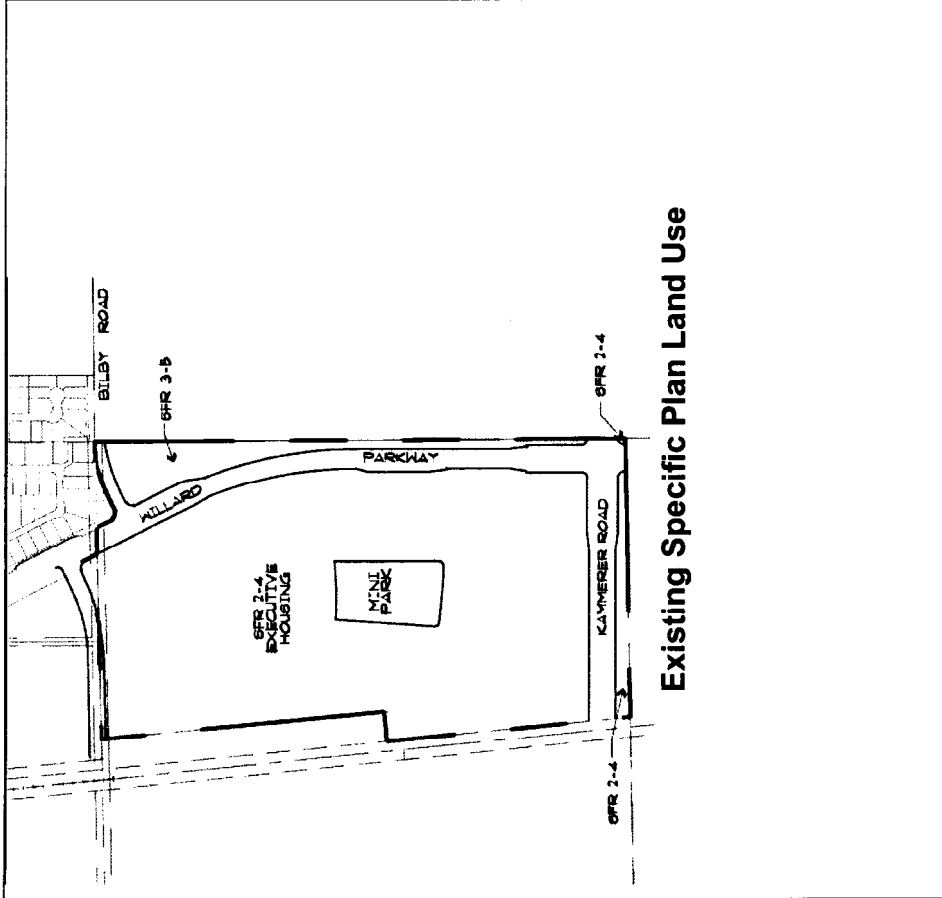 BILBY ROAD
SFR 3-5
SFR 2-4
WILLARD
PARKWAY
SFR 2-4
EXECUTIVE
HOUSING
MINI
PARK
KAMMERER ROAD
SFR 2-4
Existing Specific Plan Land Use